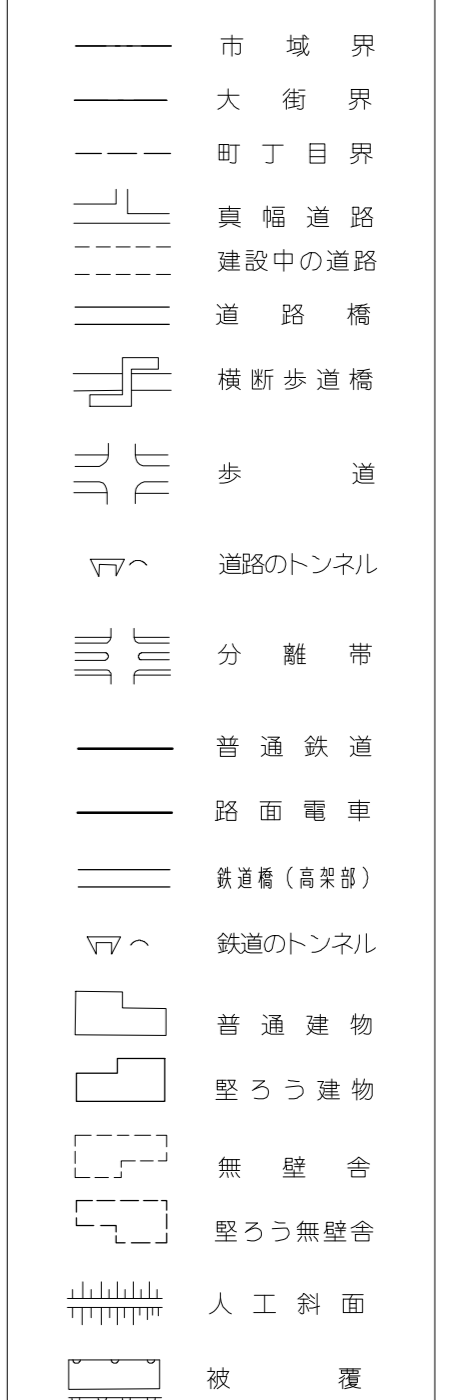 市域界
大街界
町丁目界
真幅道路
建設中の道路
道路橋
横断歩道橋
歩道
道路のトンネル
分離帯
普通鉄道
路面電車
鉄道橋（高架部）
鉄道のトンネル
普通建物
堅ろう建物
無壁舎
堅ろう無壁舎
人工斜面
被覆